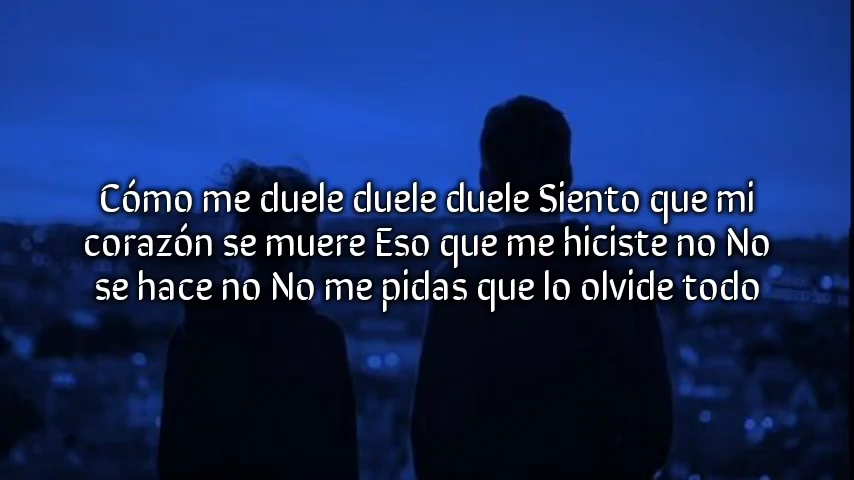 Cómo me duele duele duele Siento que mi
corazón se muere Eso que me hiciste no No
se hace no No me pidas que lo olvide todo